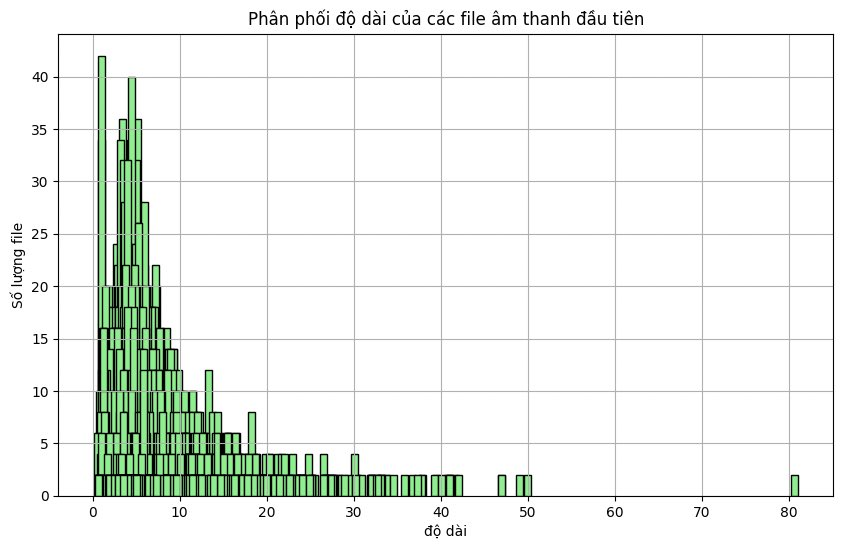 Phân phối độ dài của các file âm thanh đầu tiên
Số lượng file
40
35
30
25
20
15
10
5
0
0 10 20 30 40 50 60 70 80
độ dài